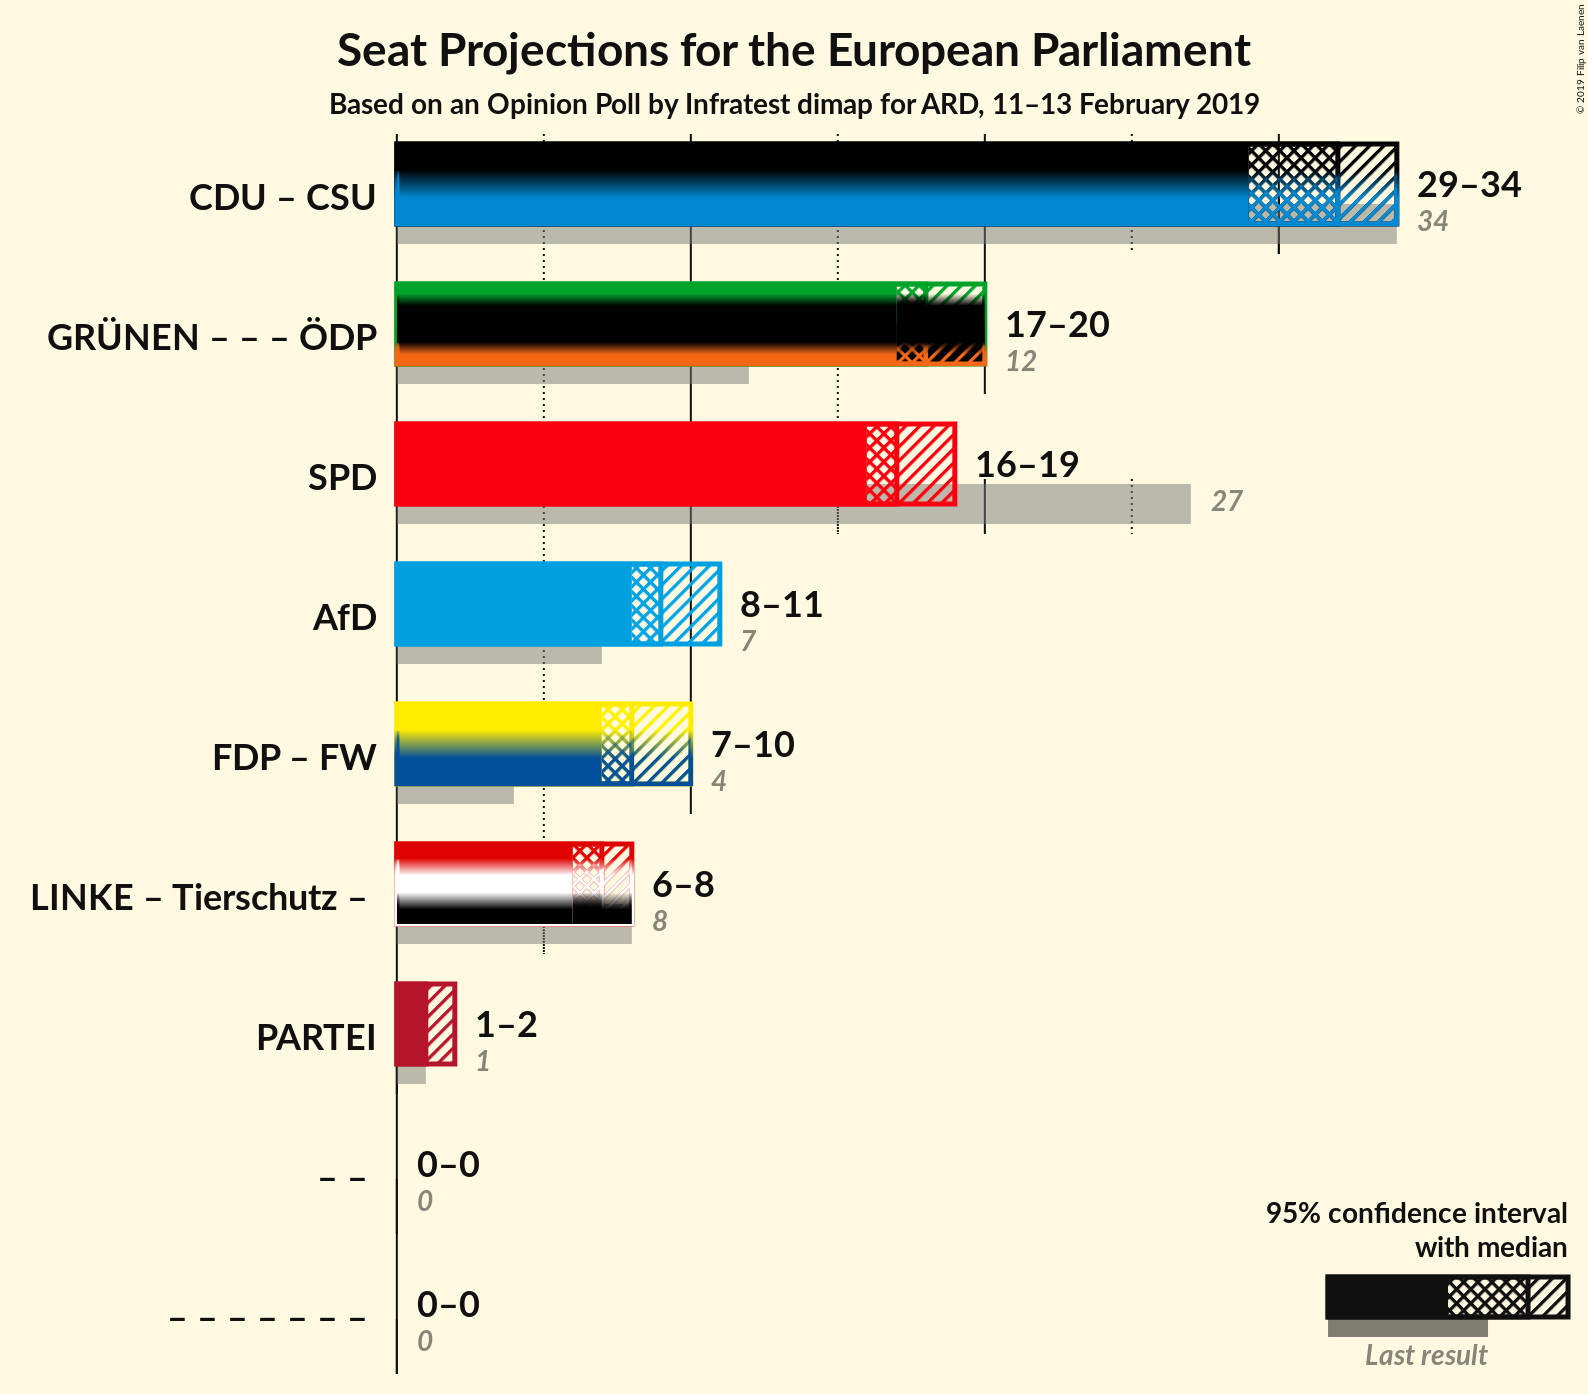 Seat Projections for the European Parliament
Based on an Opinion Poll by Infratest dimap for ARD, 11–13 February 2019
© 2019 Filip van Laenen
CDU – CSU
29–34
34
GRÜNEN – – – ÖDP
17–20
12
SPD
16–19
27
AfD
8–11
7
FDP – FW
7–10
4
LINKE – Tierschutz –
6–8
8
PARTEI
1–2
1
– –
0–0
0
– – – – – – –
0–0
0
95% confidence interval
with median
Last result